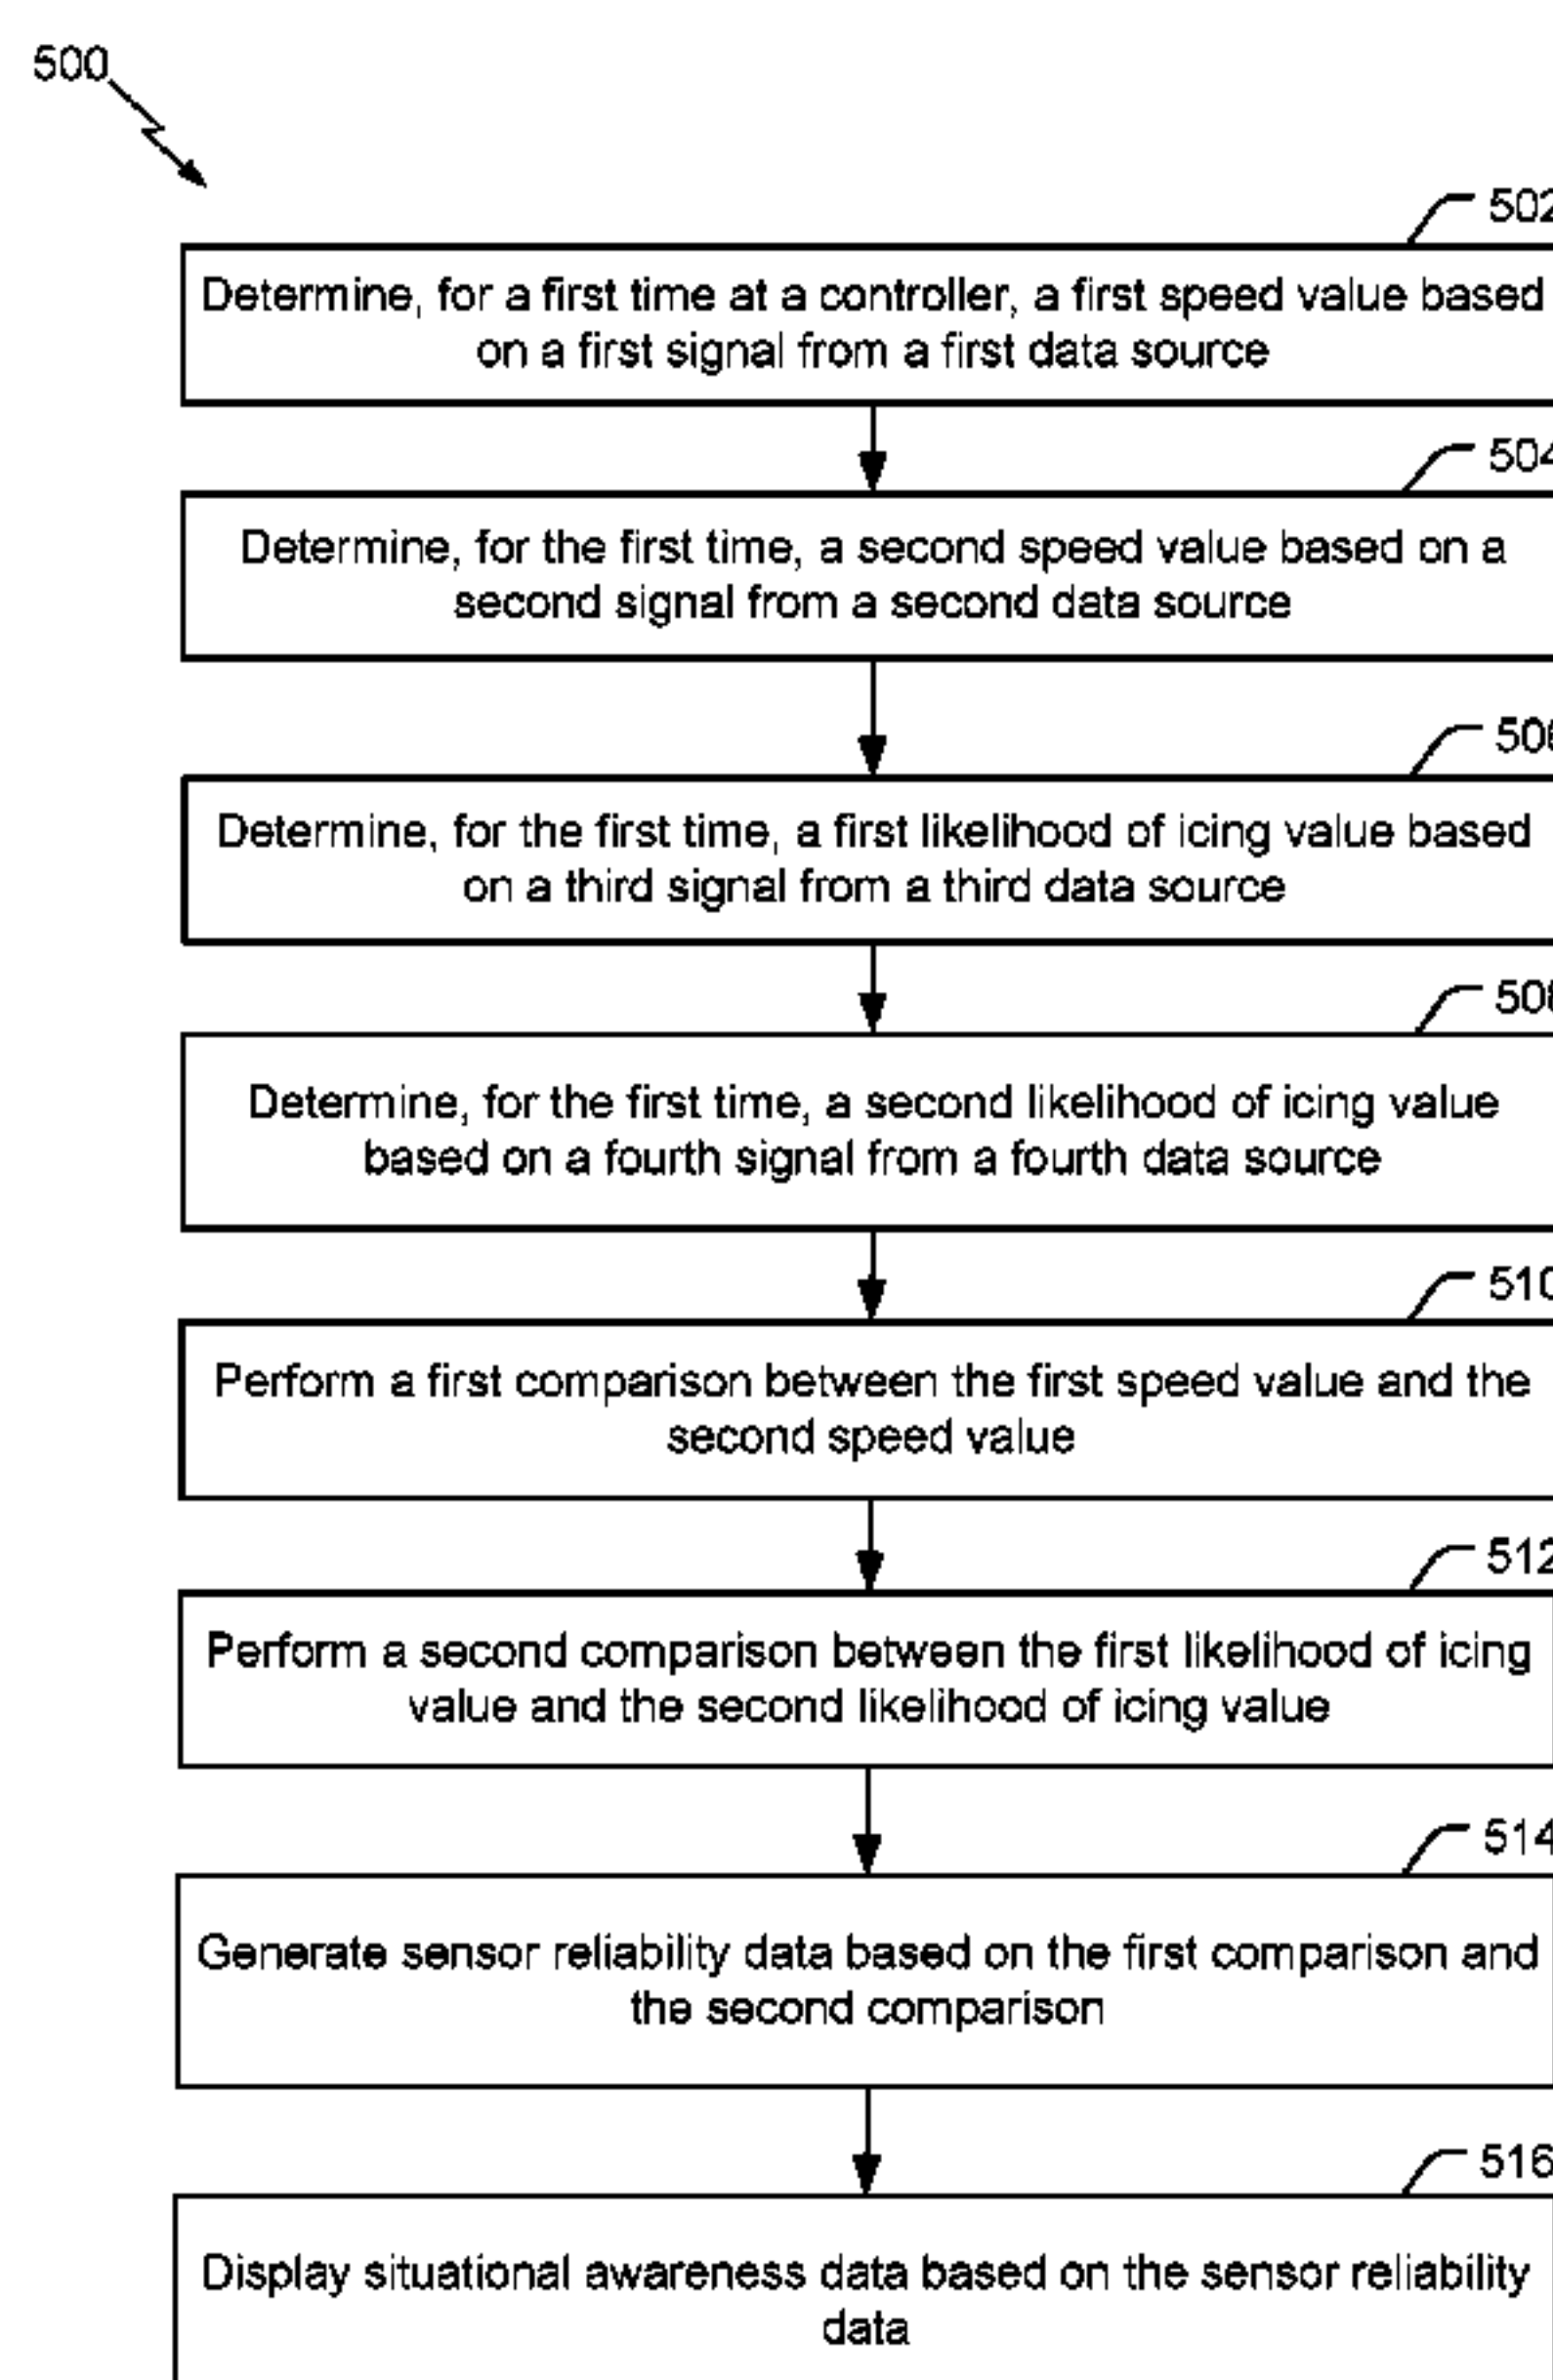 500
502
Determine, for a first time at a controller, a first speed value based
on a first signal from a first data source
504
Determine, for the first time, a second speed value based on a
second signal from a second data source
506
Determine, for the first time, a first likelihood of icing value based
on a third signal from a third data source
508
Determine, for the first time, a second likelihood of icing value
based on a fourth signal from a fourth data source
510
Perform a first comparison between the first speed value and the
second speed value
512
Perform a second comparison between the first likelihood of icing
value and the second likelihood of icing value
514
Generate sensor reliability data based on the first comparison and
the second comparison
516
Display situational awareness data based on the sensor reliability
data